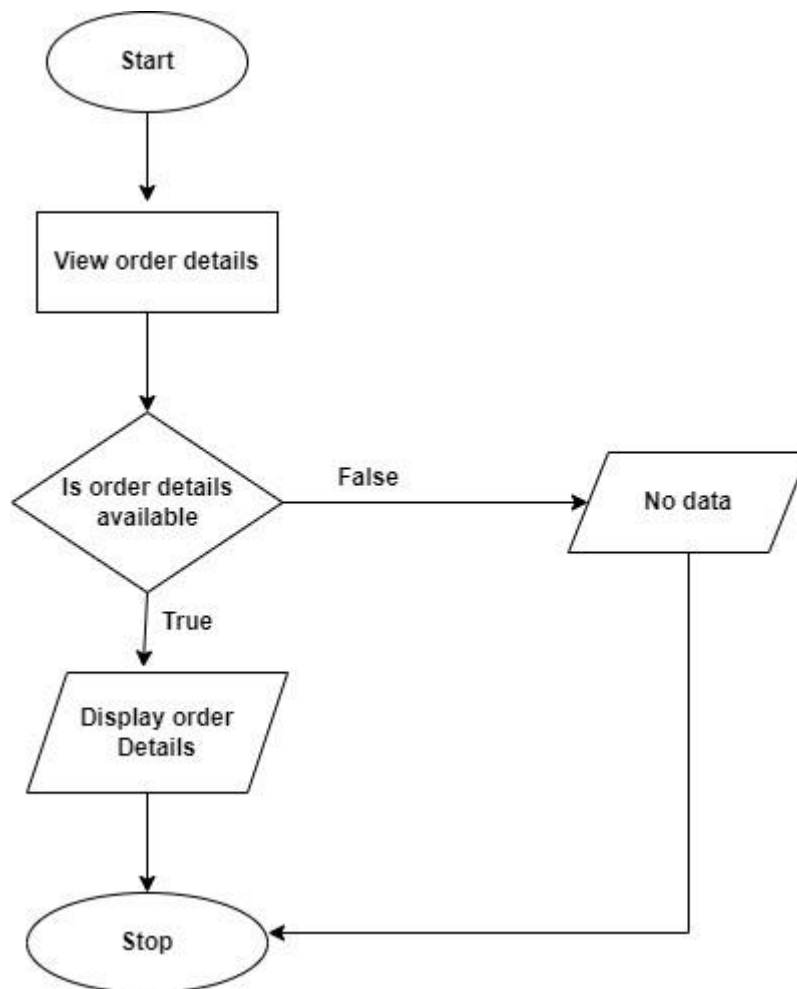 Start
View order details
Is order details
available
False
No data
True
Display order
Details
Stop